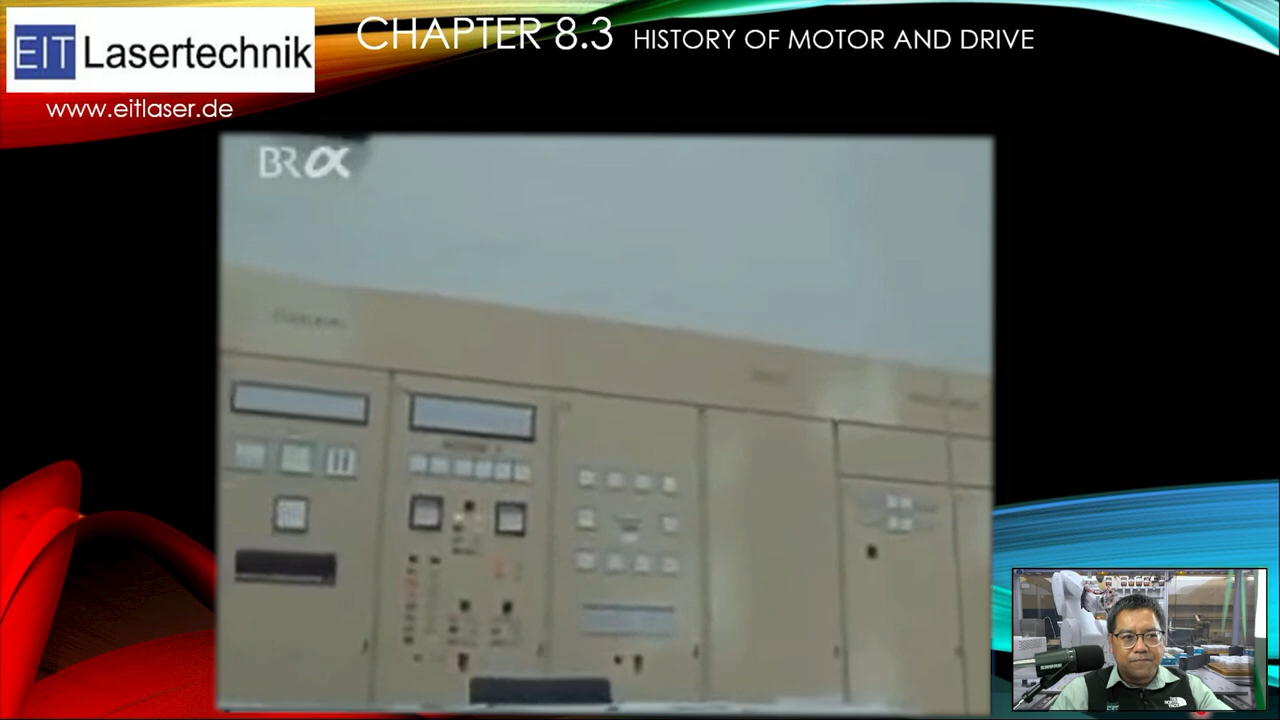 EIT Lasertechnik
CHAPTER 8.3 HISTORY OF MOTOR AND DRIVE
www.eitlaser.de
BRα